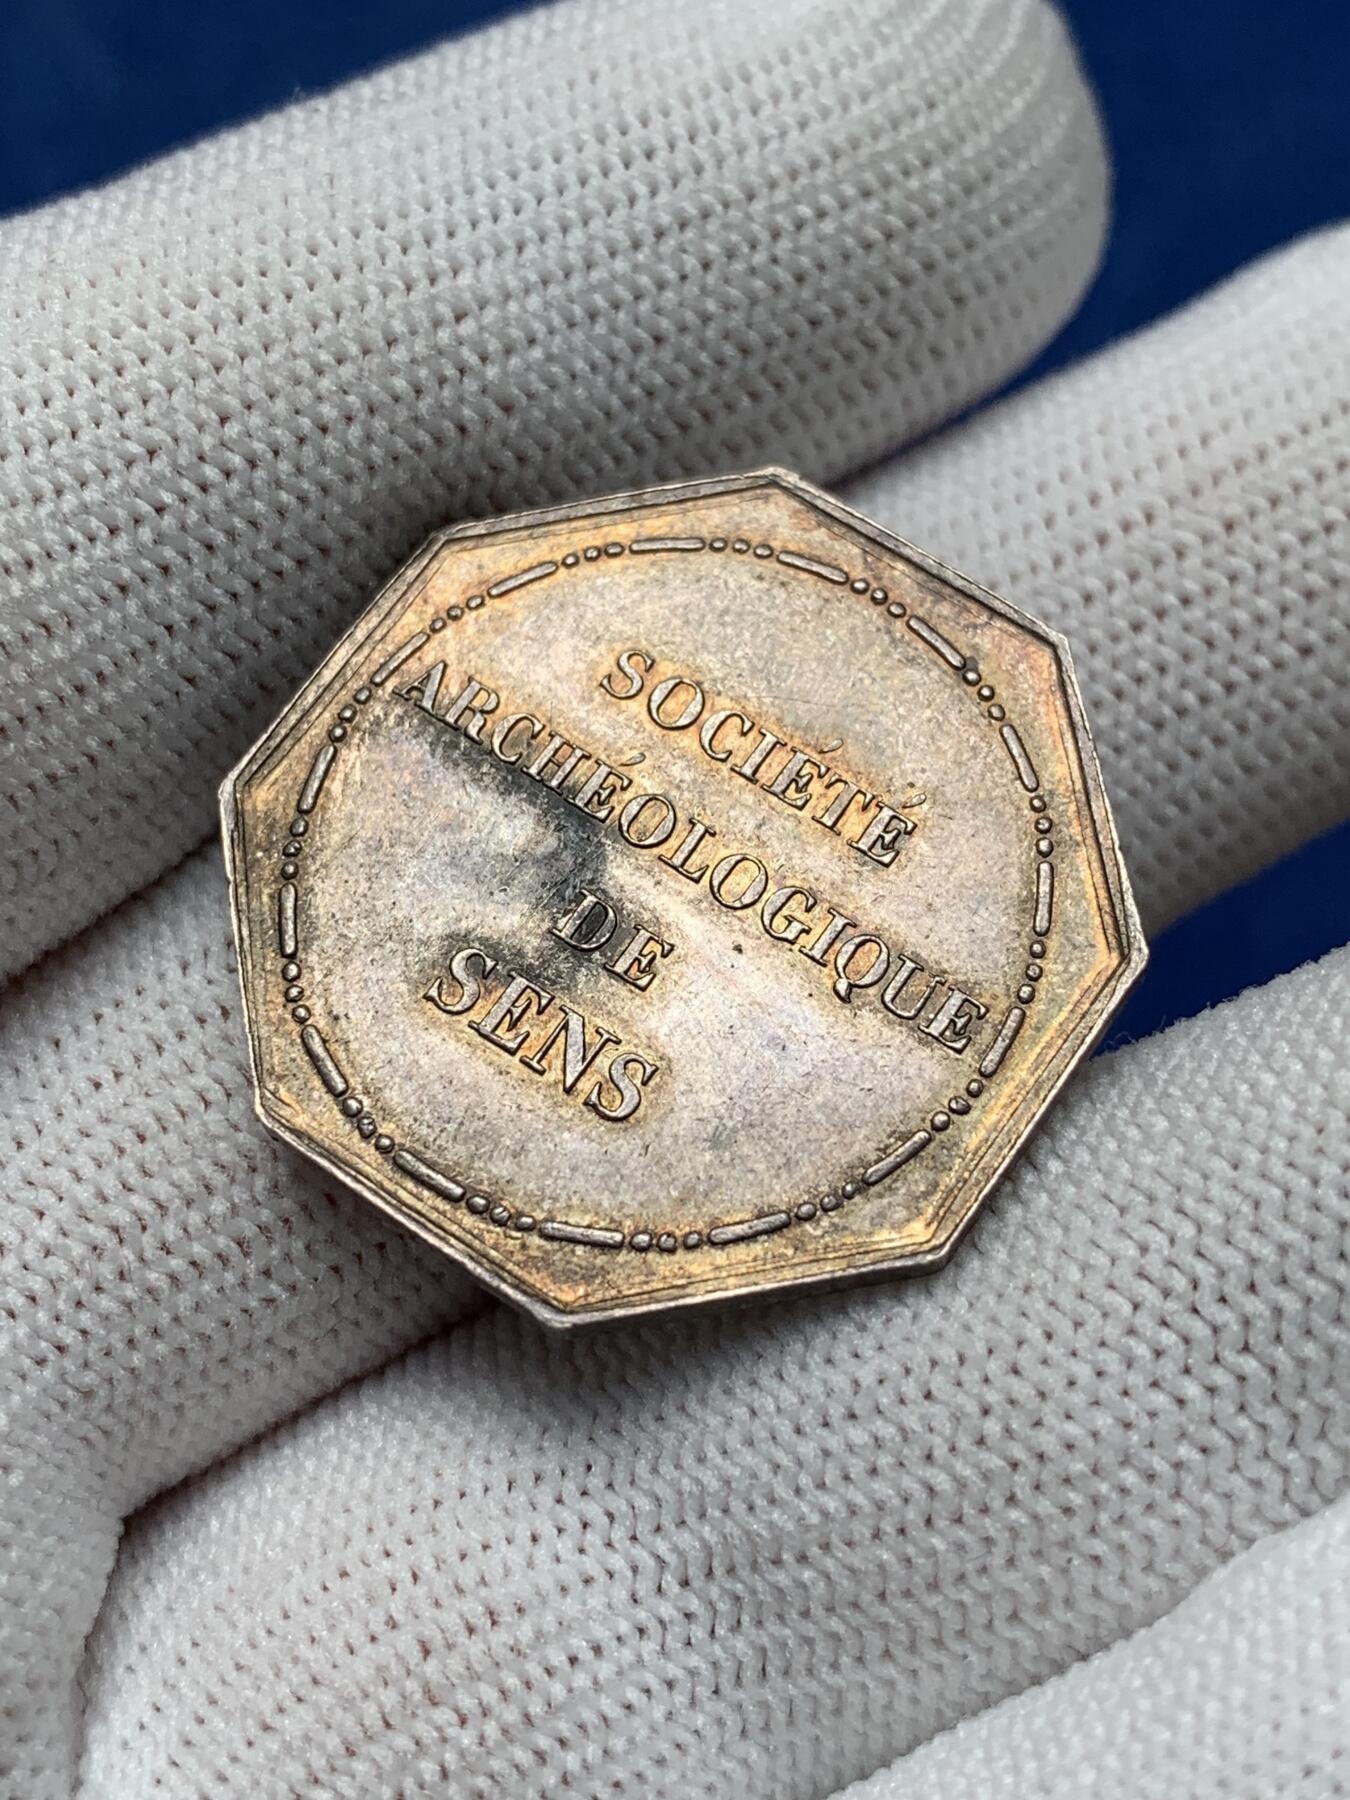 SOCIÉTÉ
ARCHÉOLOGIQUE
DE
SENS